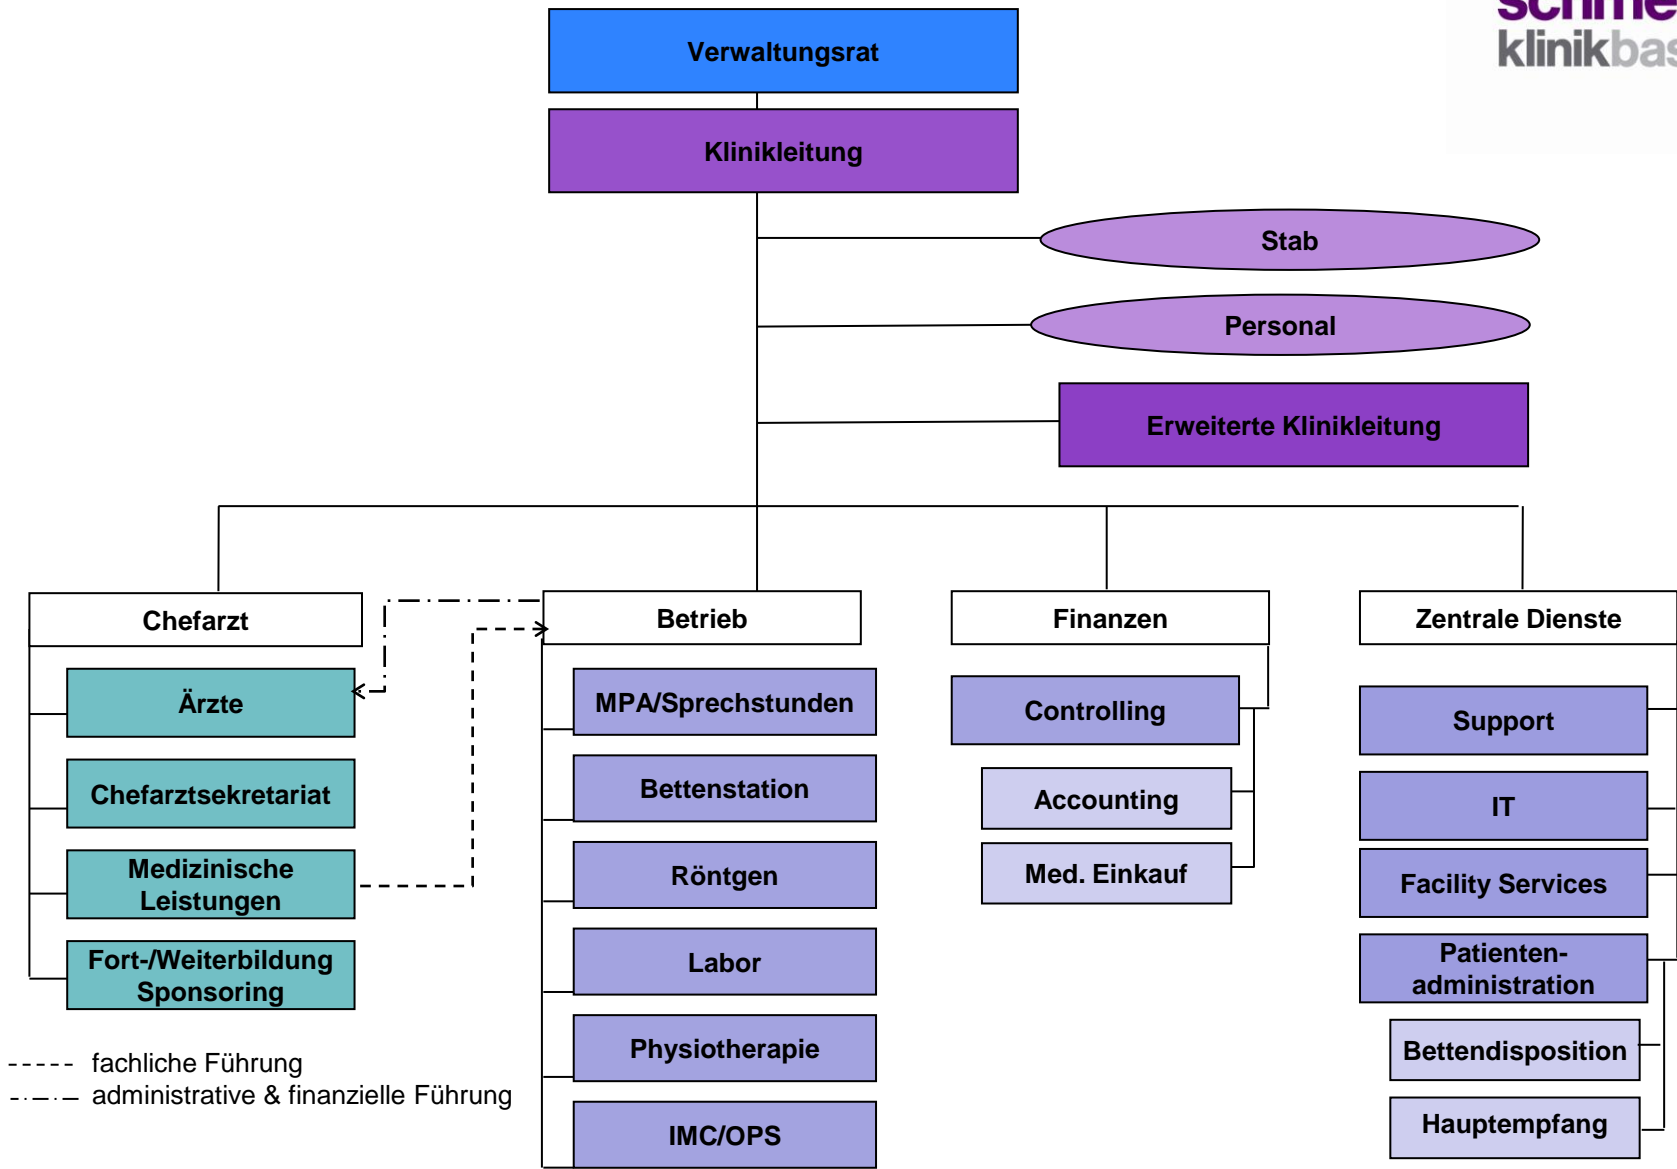 klinik
Verwaltungsrat
Klinikleitung
Stab
Personal
Erweiterte Klinikleitung
Chefarzt
Ärzte
Chefarztsekretariat
Medizinische
Leistungen
Fort-/Weiterbildung
Sponsoring
Betrieb
MPA/Sprechstunden
Bettenstation
Röntgen
Labor
Physiotherapie
IMC/OPS
Finanzen
Controlling
Accounting
Med. Einkauf
Zentrale Dienste
Support
IT
Facility Services
Patienten-
administration
Bettendisposition
Hauptempfang
fachliche Führung
administrative & finanzielle Führung